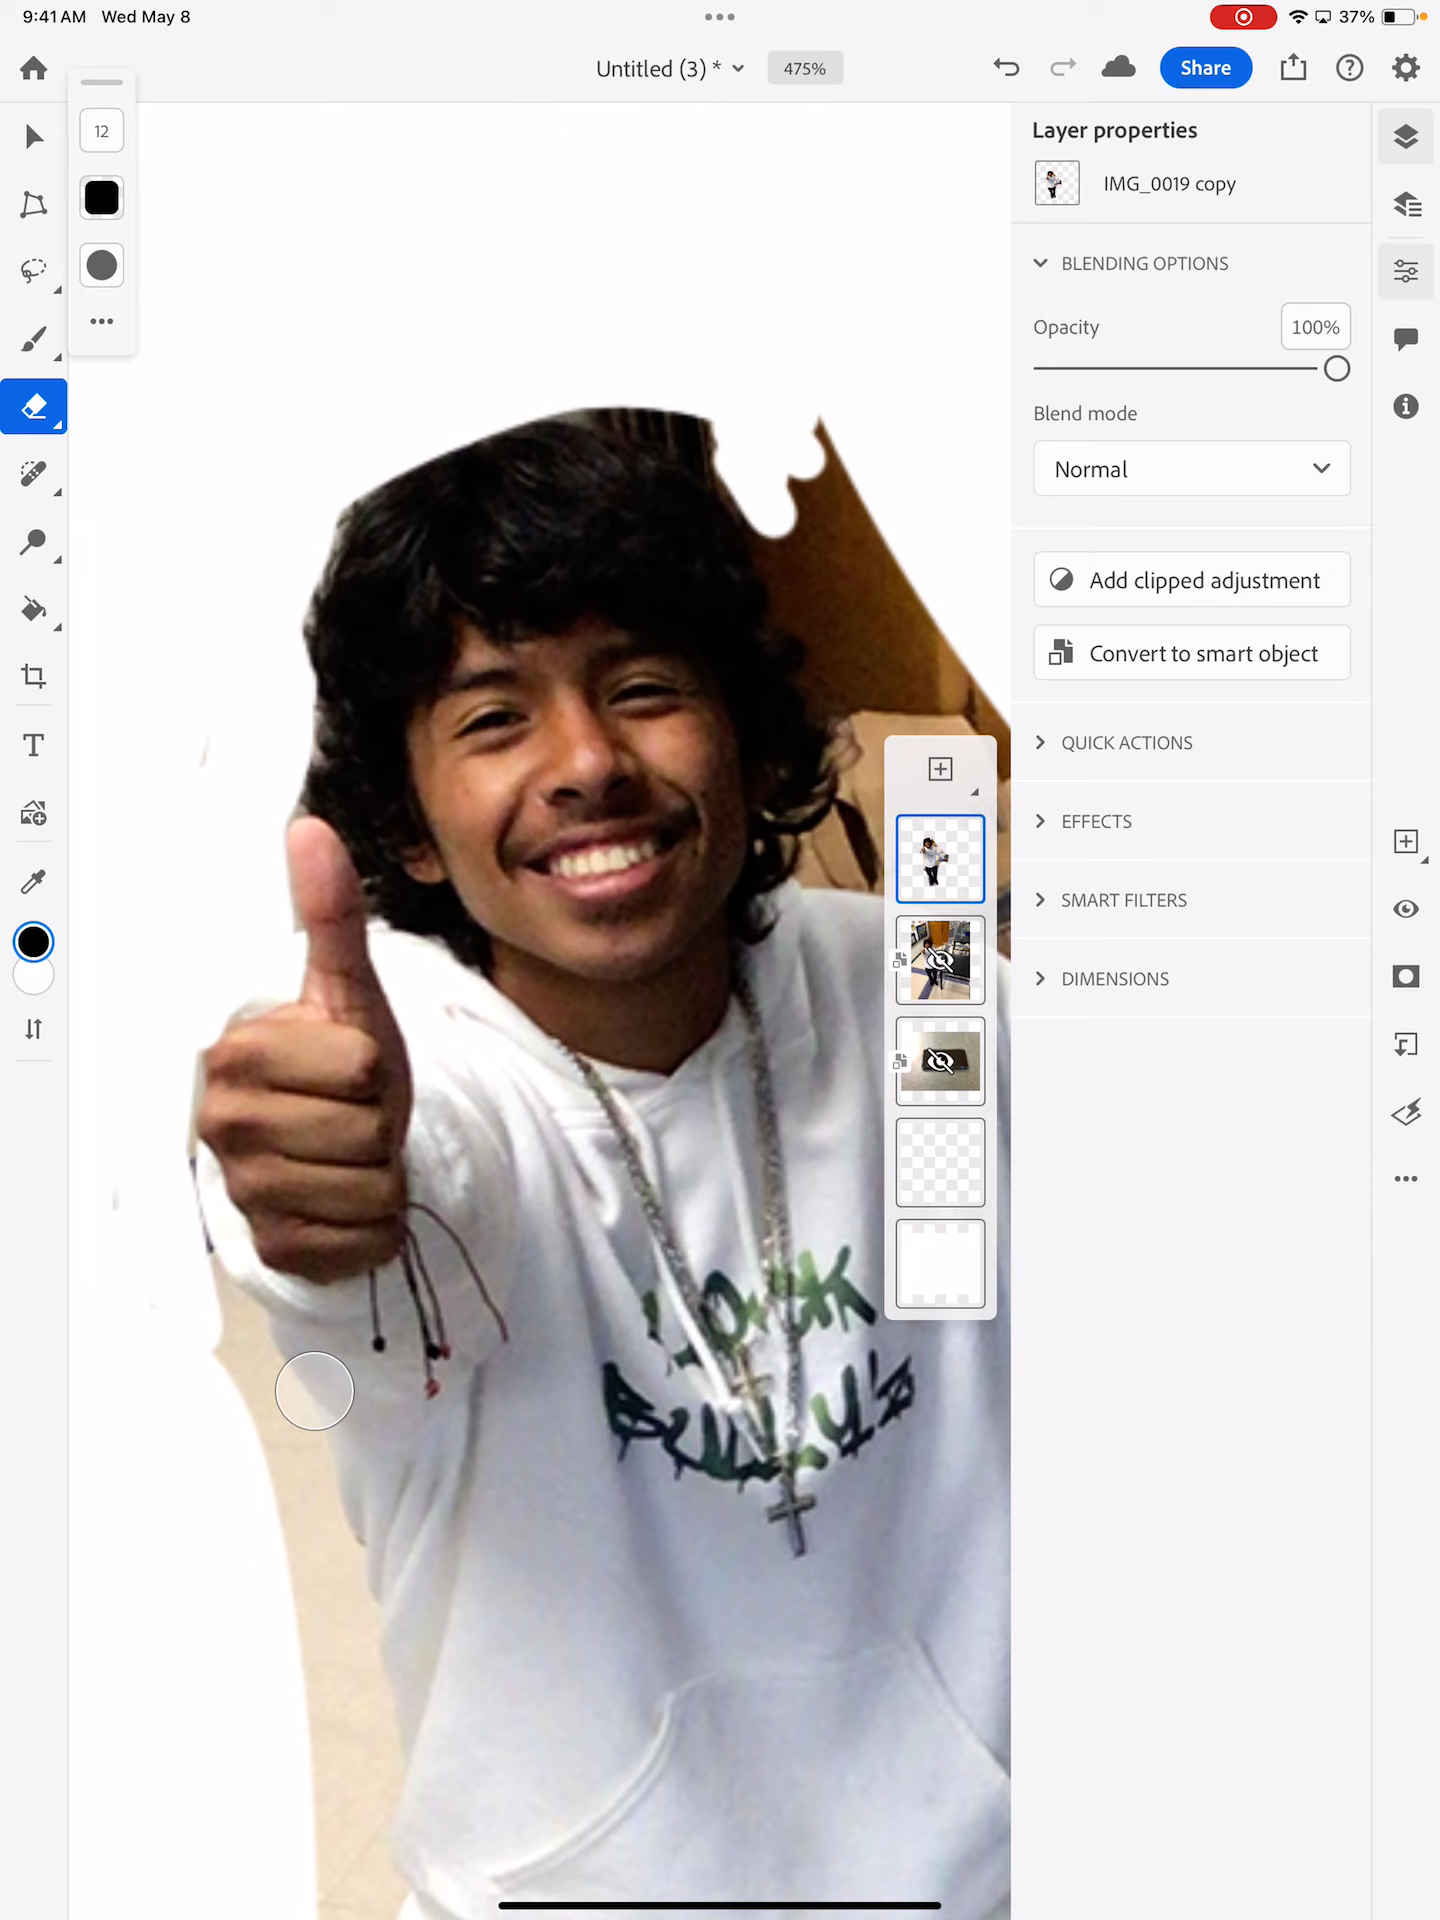 9:41 AM Wed May 8
37%
Untitled (3) *
475%
Share
12
Layer properties
IMG_0019 copy
BLENDING OPTIONS
Opacity
100%
Blend mode
Normal
Add clipped adjustment
Convert to smart object
QUICK ACTIONS
EFFECTS
SMART FILTERS
DIMENSIONS
T